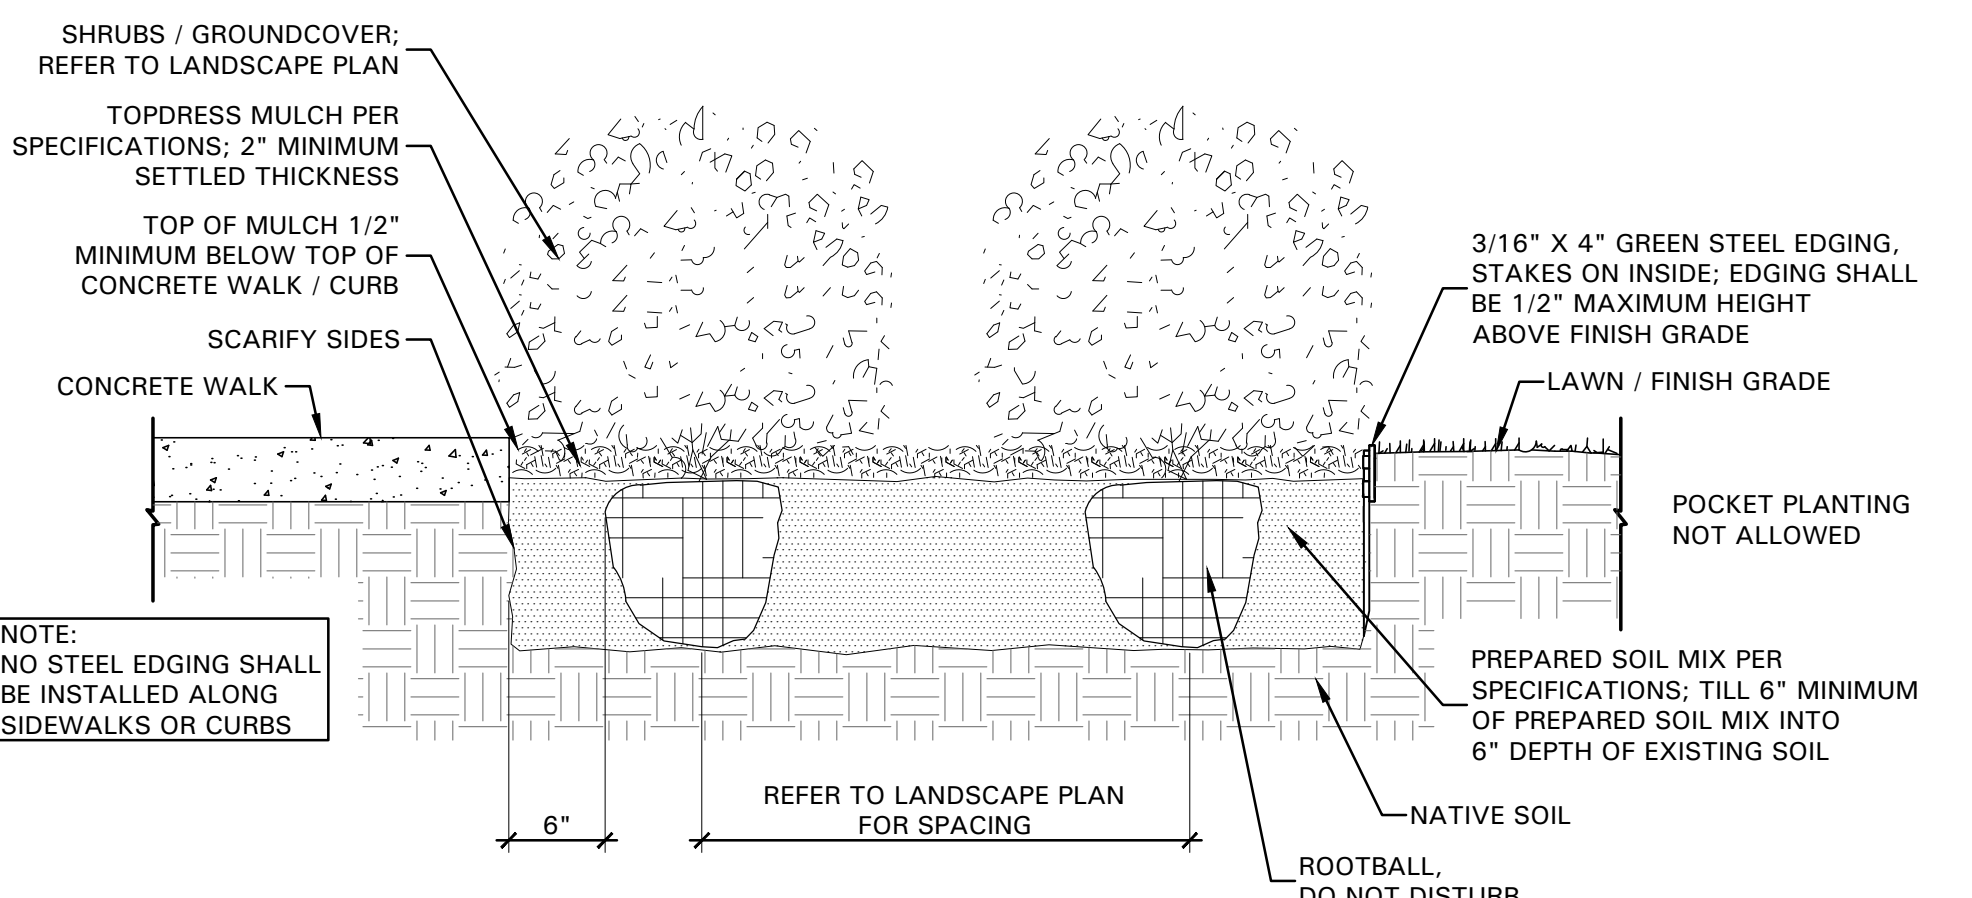 SHRUBS / GROUNDCOVER;
REFER TO LANDSCAPE PLAN
TOPDRESS MULCH PER
SPECIFICATIONS; 2" MINIMUM
SETTLED THICKNESS
TOP OF MULCH 1/2"
MINIMUM BELOW TOP OF
CONCRETE WALK / CURB
SCARIFY SIDES
CONCRETE WALK
NOTE:
NO STEEL EDGING SHALL
BE INSTALLED ALONG
SIDEWALKS OR CURBS
6"
REFER TO LANDSCAPE PLAN
FOR SPACING
3/16" X 4" GREEN STEEL EDGING,
STAKES ON INSIDE; EDGING SHALL
BE 1/2" MAXIMUM HEIGHT
ABOVE FINISH GRADE
LAWN / FINISH GRADE
POCKET PLANTING
NOT ALLOWED
PREPARED SOIL MIX PER
SPECIFICATIONS; TILL 6" MINIMUM
OF PREPARED SOIL MIX INTO
6" DEPTH OF EXISTING SOIL
NATIVE SOIL
ROOTBALL,
DO NOT DISTURB